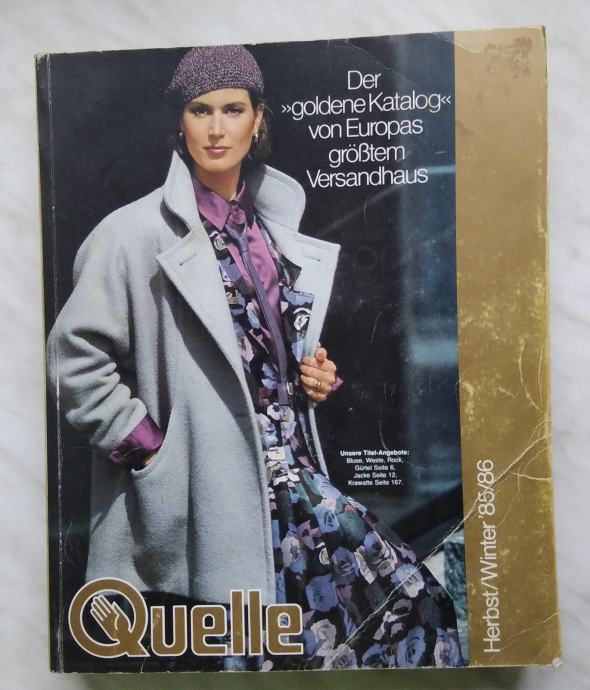 Der
»goldene Katalog«
von Europas
größtem
Versandhaus
Unsere Titel-Angebote:
Bluse, Weste, Rock,
Gürtel Seite 6,
Jacke Seite 12,
Krawatte Seite 167.
Quelle
Herbst/Winter '85/86